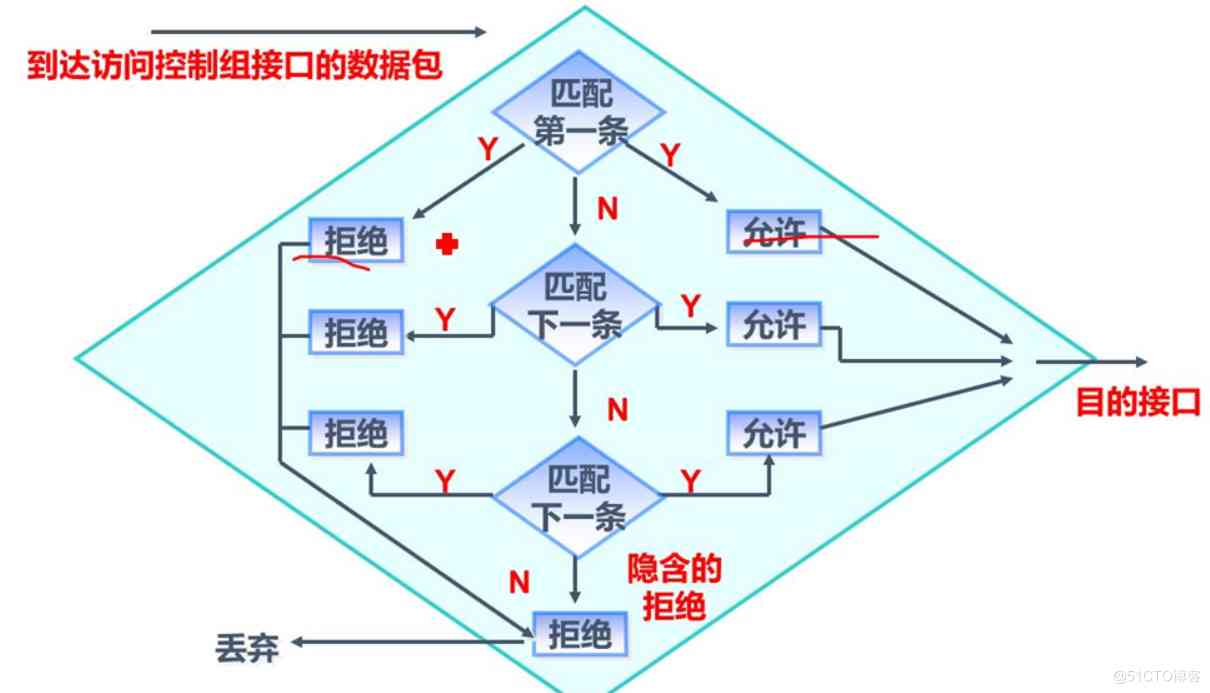 到达访问控制组接口的数据包
匹配
第一条
Y
Y
N
拒绝
允许
匹配
下一条
Y
Y
拒绝
允许
N
目的接口
拒绝
允许
匹配
下一条
Y
Y
N
隐含的
拒绝
拒绝
丢弃
@51CTO博客